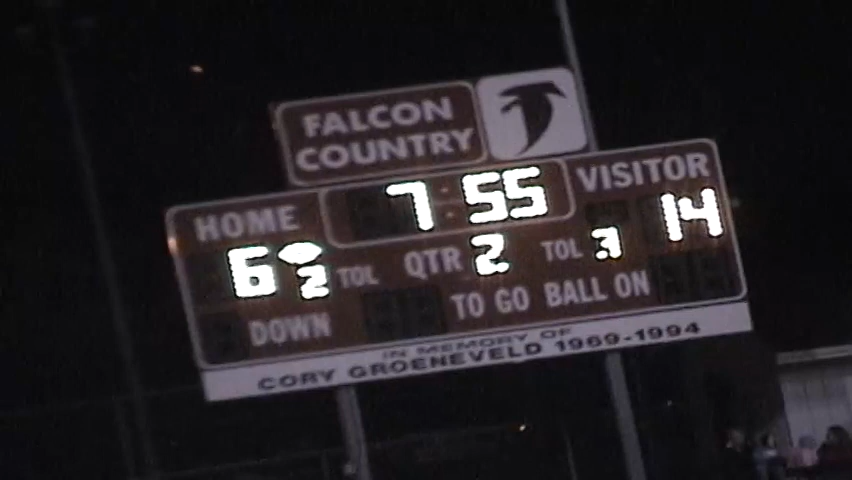 FALCON
COUNTRY
HOME 7:55 VISITOR
6 2 TOL QTR 2 TOL 3 14
DOWN TO GO BALL ON
IN MEMORY OF
CORY GROENEVELD 1969-1994